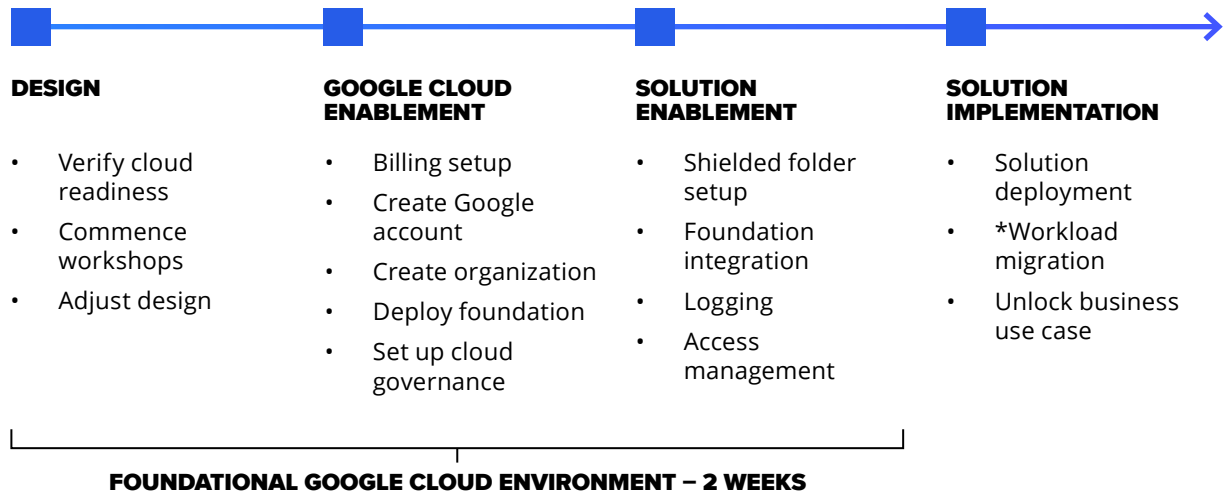 DESIGN
Verify cloud
readiness
Commence
workshops
Adjust design
GOOGLE CLOUD
ENABLEMENT
Billing setup
Create Google
account
Create organization
Deploy foundation
Set up cloud
governance
SOLUTION
ENABLEMENT
Shielded folder
setup
Foundation
integration
Logging
Access
management
SOLUTION
IMPLEMENTATION
Solution
deployment
*Workload
migration
Unlock business
use case
FOUNDATIONAL GOOGLE CLOUD ENVIRONMENT – 2 WEEKS